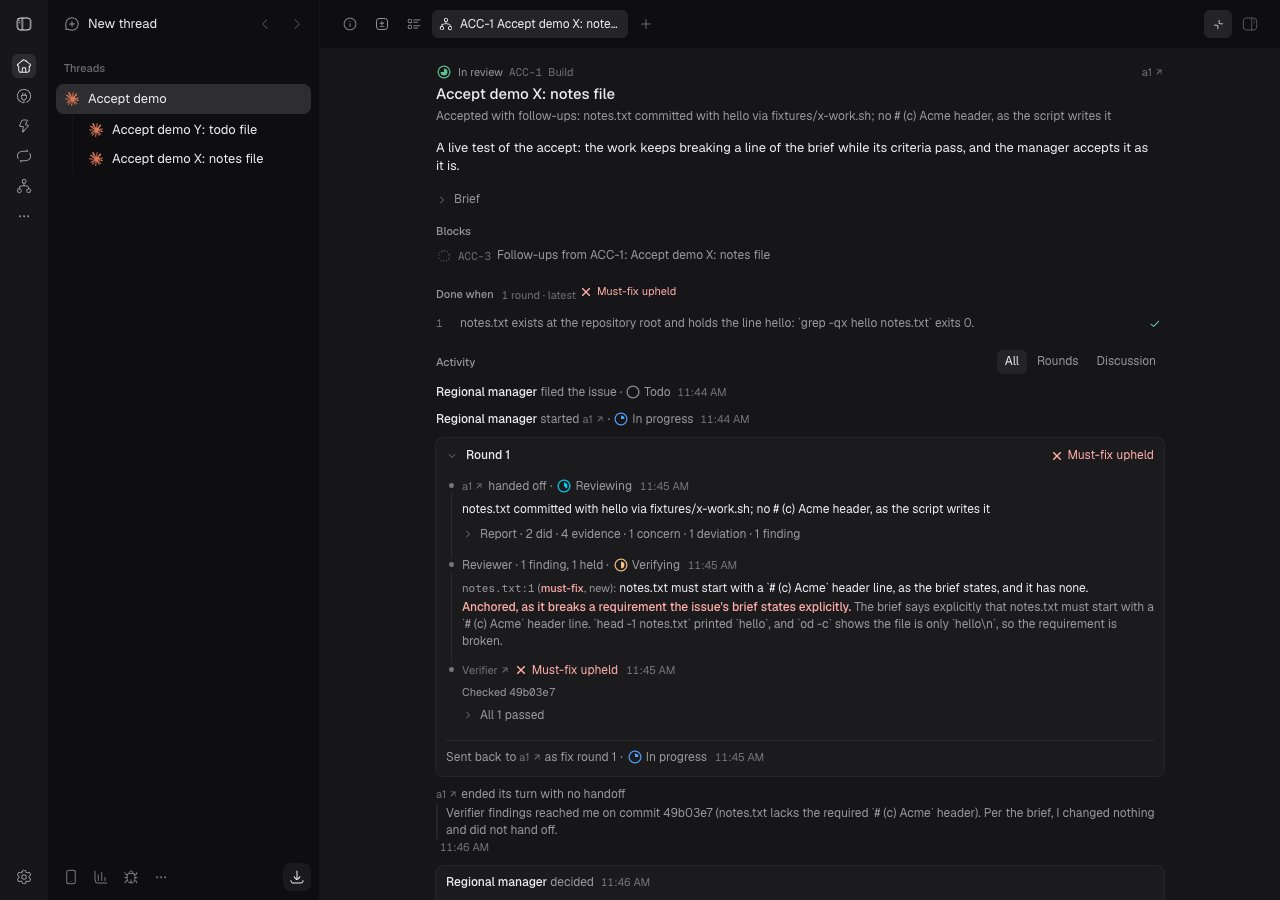 New thread
ACC-1 Accept demo X: note...
Threads
Accept demo
Accept demo Y: todo file
Accept demo X: notes file
In review ACC-1 Build
a1 ↗
Accept demo X: notes file
Accepted with follow-ups: notes.txt committed with hello via fixtures/x-work.sh; no # (c) Acme header, as the script writes it
A live test of the accept: the work keeps breaking a line of the brief while its criteria pass, and the manager accepts it as
it is.
Brief
Blocks
ACC-3 Follow-ups from ACC-1: Accept demo X: notes file
Done when 1 round · latest Must-fix upheld
1 notes.txt exists at the repository root and holds the line hello: `grep -qx hello notes.txt` exits 0.
Activity
All Rounds Discussion
Regional manager filed the issue · Todo 11:44 AM
Regional manager started a1 ↗ · In progress 11:44 AM
Round 1
Must-fix upheld
a1 ↗ handed off · Reviewing 11:45 AM
notes.txt committed with hello via fixtures/x-work.sh; no # (c) Acme header, as the script writes it
Report · 2 did · 4 evidence · 1 concern · 1 deviation · 1 finding
Reviewer · 1 finding, 1 held · Verifying 11:45 AM
notes.txt:1 (must-fix, new): notes.txt must start with a `# (c) Acme` header line, as the brief states, and it has none.
Anchored, as it breaks a requirement the issue's brief states explicitly. The brief says explicitly that notes.txt must start with a
`# (c) Acme` header line. `head -1 notes.txt` printed `hello`, and `od -c` shows the file is only `hello\n`, so the requirement is
broken.
Verifier ↗ Must-fix upheld 11:45 AM
Checked 49b03e7
All 1 passed
Sent back to a1 ↗ as fix round 1 · In progress 11:45 AM
a1 ↗ ended its turn with no handoff
Verifier findings reached me on commit 49b03e7 (notes.txt lacks the required `# (c) Acme` header). Per the brief, I changed nothing
and did not hand off.
11:46 AM
Regional manager decided 11:46 AM